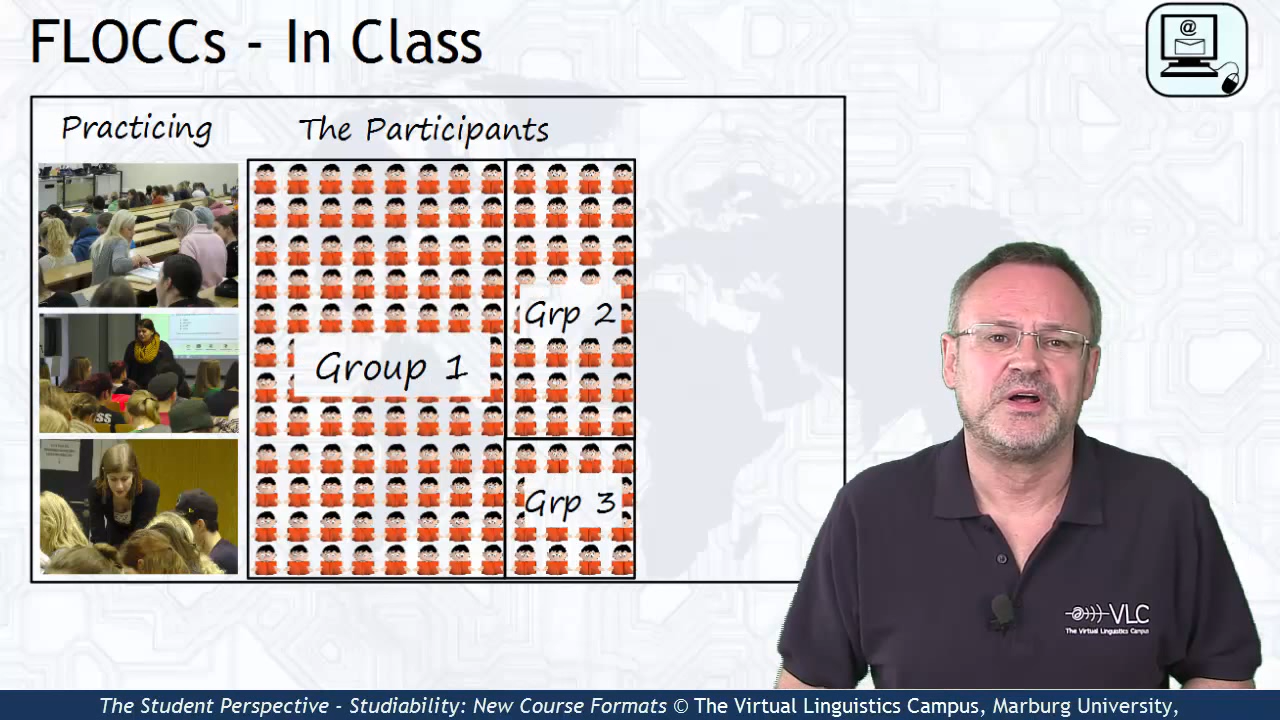 FLOCCs - In Class
@
Practicing
The Participants
Grp 2
Group 1
Grp 3
VLC
The Virtual Linguistics Campus
The Student Perspective - Studiability: New Course Formats © The Virtual Linguistics Campus, Marburg University,